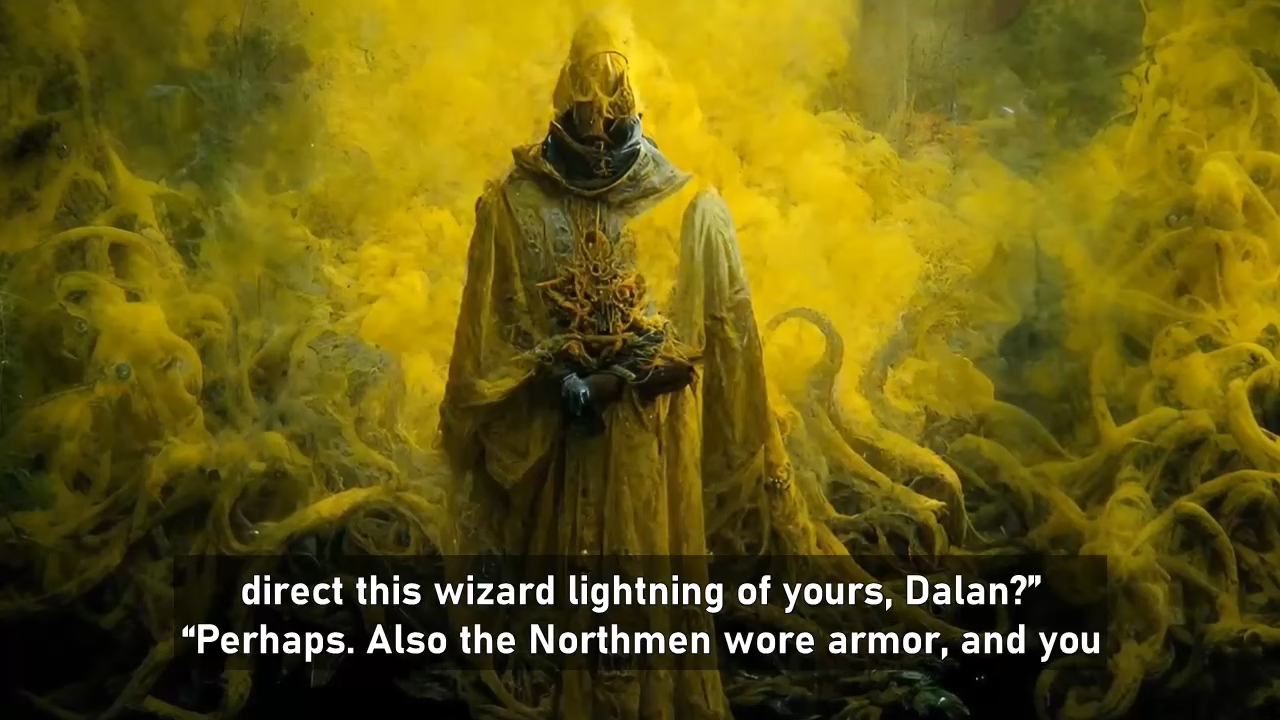 direct this wizard lightning of yours, Dalan?”
“Perhaps. Also the Northmen wore armor, and you